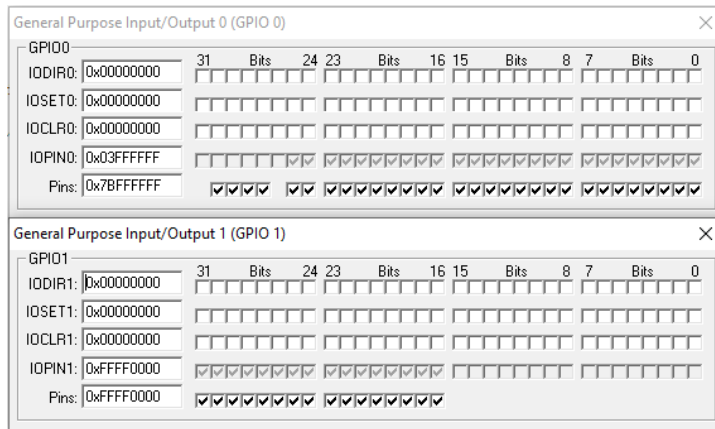 General Purpose Input/Output 0 (GPIO 0)
GPIO0
31 Bits 24 23 Bits 16 15 Bits 8 7 Bits 0
IODIR0: 0x00000000
IOSET0: 0x00000000
IOCLR0: 0x00000000
IOPIN0: 0x03FFFFFF
Pins: 0x7BFFFFFF
General Purpose Input/Output 1 (GPIO 1)
GPIO1
31 Bits 24 23 Bits 16 15 Bits 8 7 Bits 0
IODIR1: 0x00000000
IOSET1: 0x00000000
IOCLR1: 0x00000000
IOPIN1: 0xFFFF0000
Pins: 0xFFFF0000